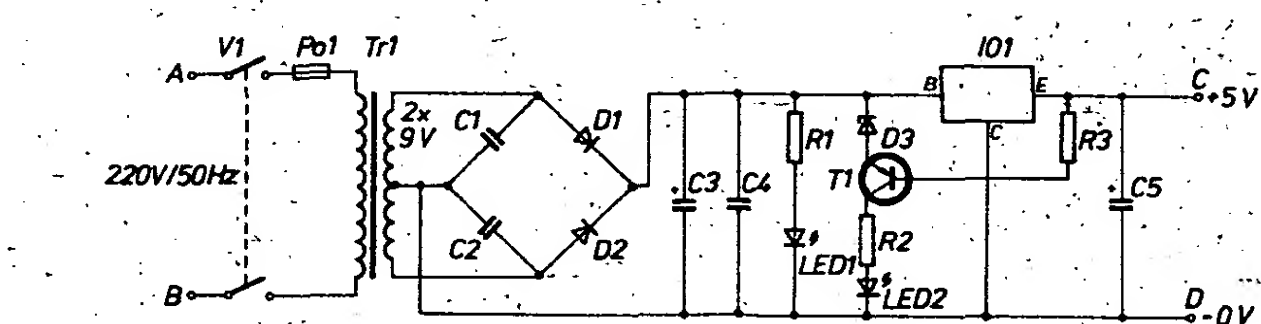 V1
Po1
Tr1
IO1
A
B
E
C
C
+5V
2x
9V
C1
D1
R1
D3
R3
220V/50Hz
T1
C3
C4
C5
C2
D2
R2
LED1
LED2
B
D
-0V